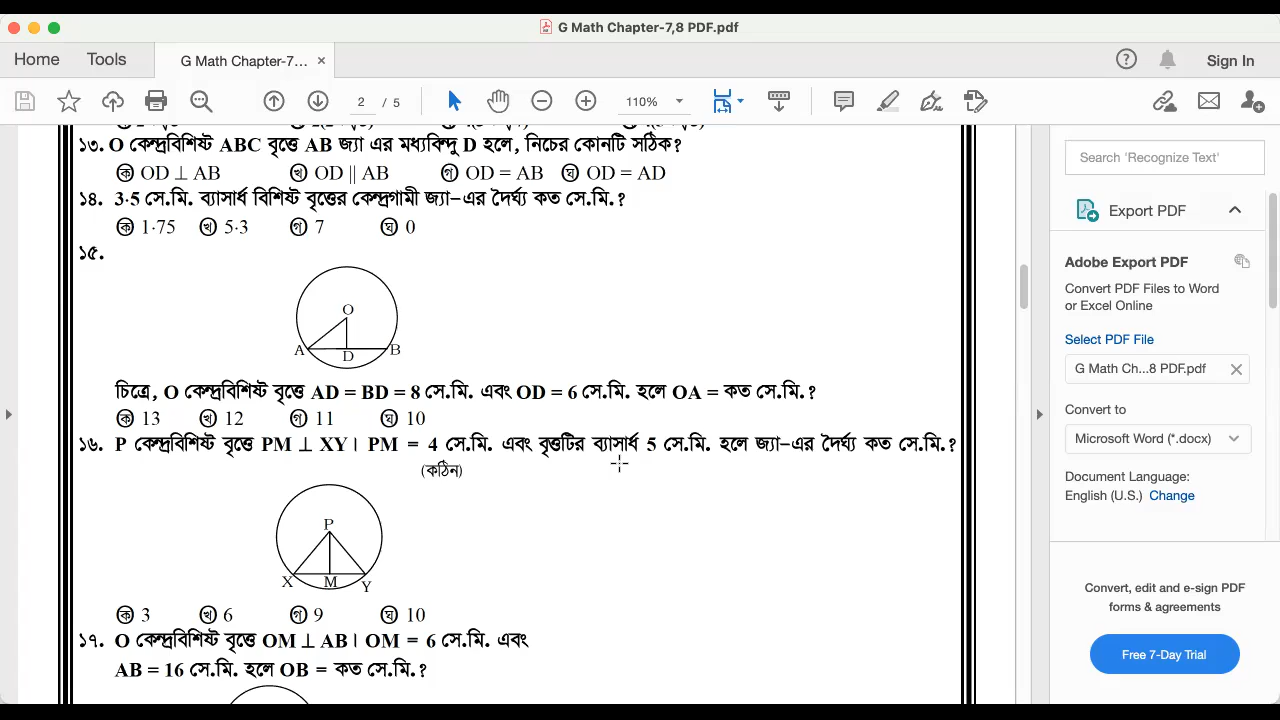 G Math Chapter-7,8 PDF.pdf
Home Tools G Math Chapter-7... × ? Sign In
2 / 5 110%
১৩. O কেন্দ্রবিশিষ্ট ABC বৃত্তে AB জ্যা এর মধ্যবিন্দু D হলে, নিচের কোনটি সঠিক?
ক OD ⊥ AB খ OD || AB গ OD = AB ঘ OD = AD
১৪. 3·5 সে.মি. ব্যাসার্ধ বিশিষ্ট বৃত্তের কেন্দ্রগামী জ্যা–এর দৈর্ঘ্য কত সে.মি.?
ক 1·75 খ 5·3 গ 7 ঘ 0
১৫.
O
A D B
চিত্রে, O কেন্দ্রবিশিষ্ট বৃত্তে AD = BD = 8 সে.মি. এবং OD = 6 সে.মি. হলে OA = কত সে.মি.?
ক 13 খ 12 গ 11 ঘ 10
১৬. P কেন্দ্রবিশিষ্ট বৃত্তে PM ⊥ XY। PM = 4 সে.মি. এবং বৃত্তটির ব্যাসার্ধ 5 সে.মি. হলে জ্যা–এর দৈর্ঘ্য কত সে.মি.?
(কঠিন)
P
X M Y
ক 3 খ 6 গ 9 ঘ 10
১৭. O কেন্দ্রবিশিষ্ট বৃত্তে OM ⊥ AB। OM = 6 সে.মি. এবং
AB = 16 সে.মি. হলে OB = কত সে.মি.?
Search 'Recognize Text'
Export PDF
Adobe Export PDF
Convert PDF Files to Word
or Excel Online
Select PDF File
G Math Ch...8 PDF.pdf
Convert to
Microsoft Word (*.docx)
Document Language:
English (U.S.) Change
Convert, edit and e-sign PDF
forms & agreements
Free 7-Day Trial